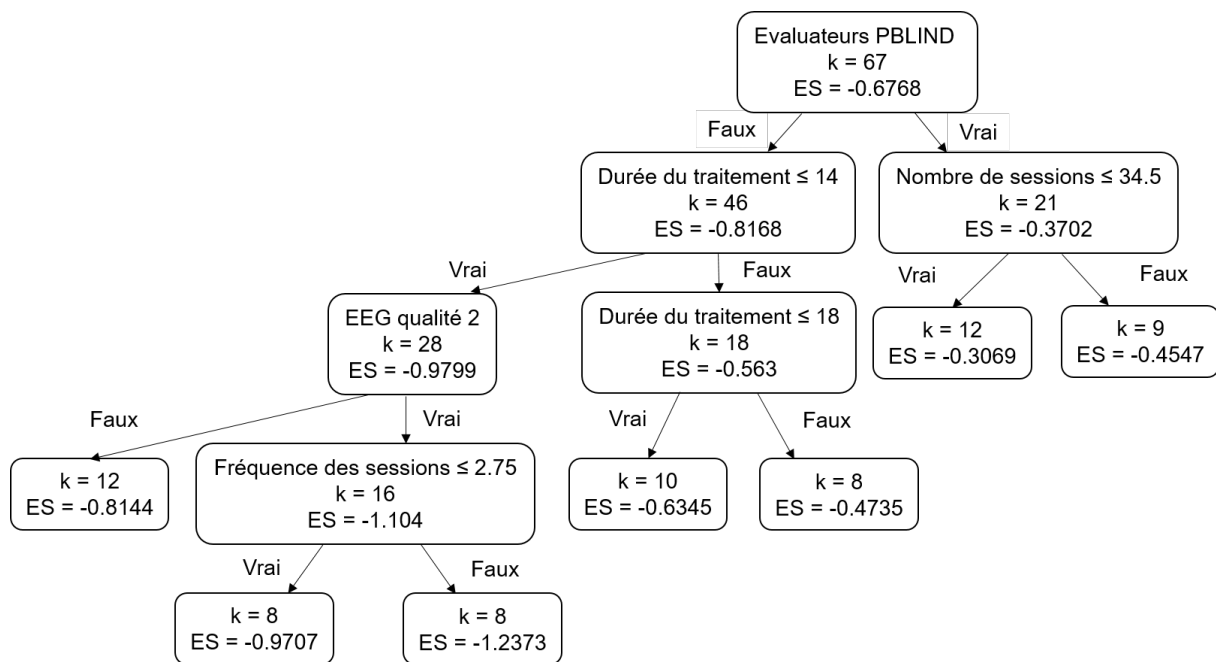 Evaluateurs PBLIND
k = 67
ES = -0.6768
Faux
Vrai
Durée du traitement ≤ 14
k = 46
ES = -0.8168
Nombre de sessions ≤ 34.5
k = 21
ES = -0.3702
Vrai
Faux
Vrai
Faux
EEG qualité 2
k = 28
ES = -0.9799
Durée du traitement ≤ 18
k = 18
ES = -0.563
k = 12
ES = -0.3069
k = 9
ES = -0.4547
Faux
Vrai
Vrai
Faux
k = 12
ES = -0.8144
Fréquence des sessions ≤ 2.75
k = 16
ES = -1.104
k = 10
ES = -0.6345
k = 8
ES = -0.4735
Vrai
Faux
k = 8
ES = -0.9707
k = 8
ES = -1.2373